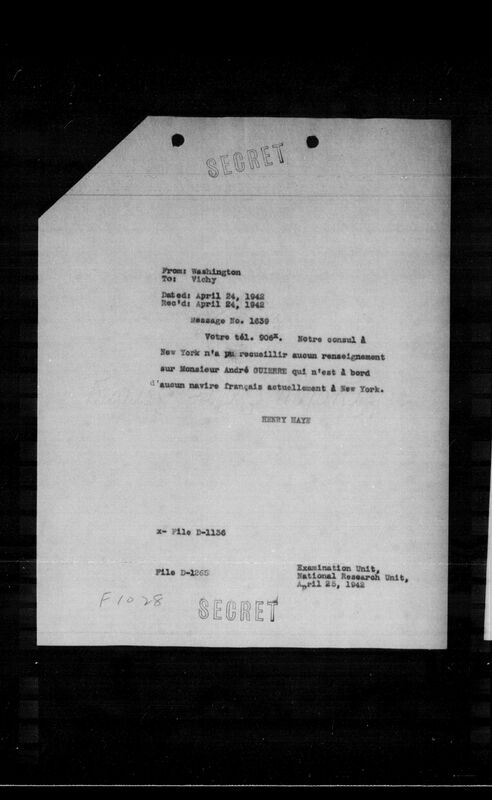 SECRET
From: Washington
To: Vichy
Dated: April 24, 1942
Rec'd: April 24, 1942
Message No. 1639
Votre tél. 906x. Notre consul à
New York n'a pu recueillir aucun renseignement
sur Monsieur André GUIERRE qui n'est à bord
d'aucun navire français actuellement à New York.
HENRY HAYE
x- File D-1136
File D-1265
Examination Unit,
National Research Unit,
April 25, 1942
F1028
SECRET